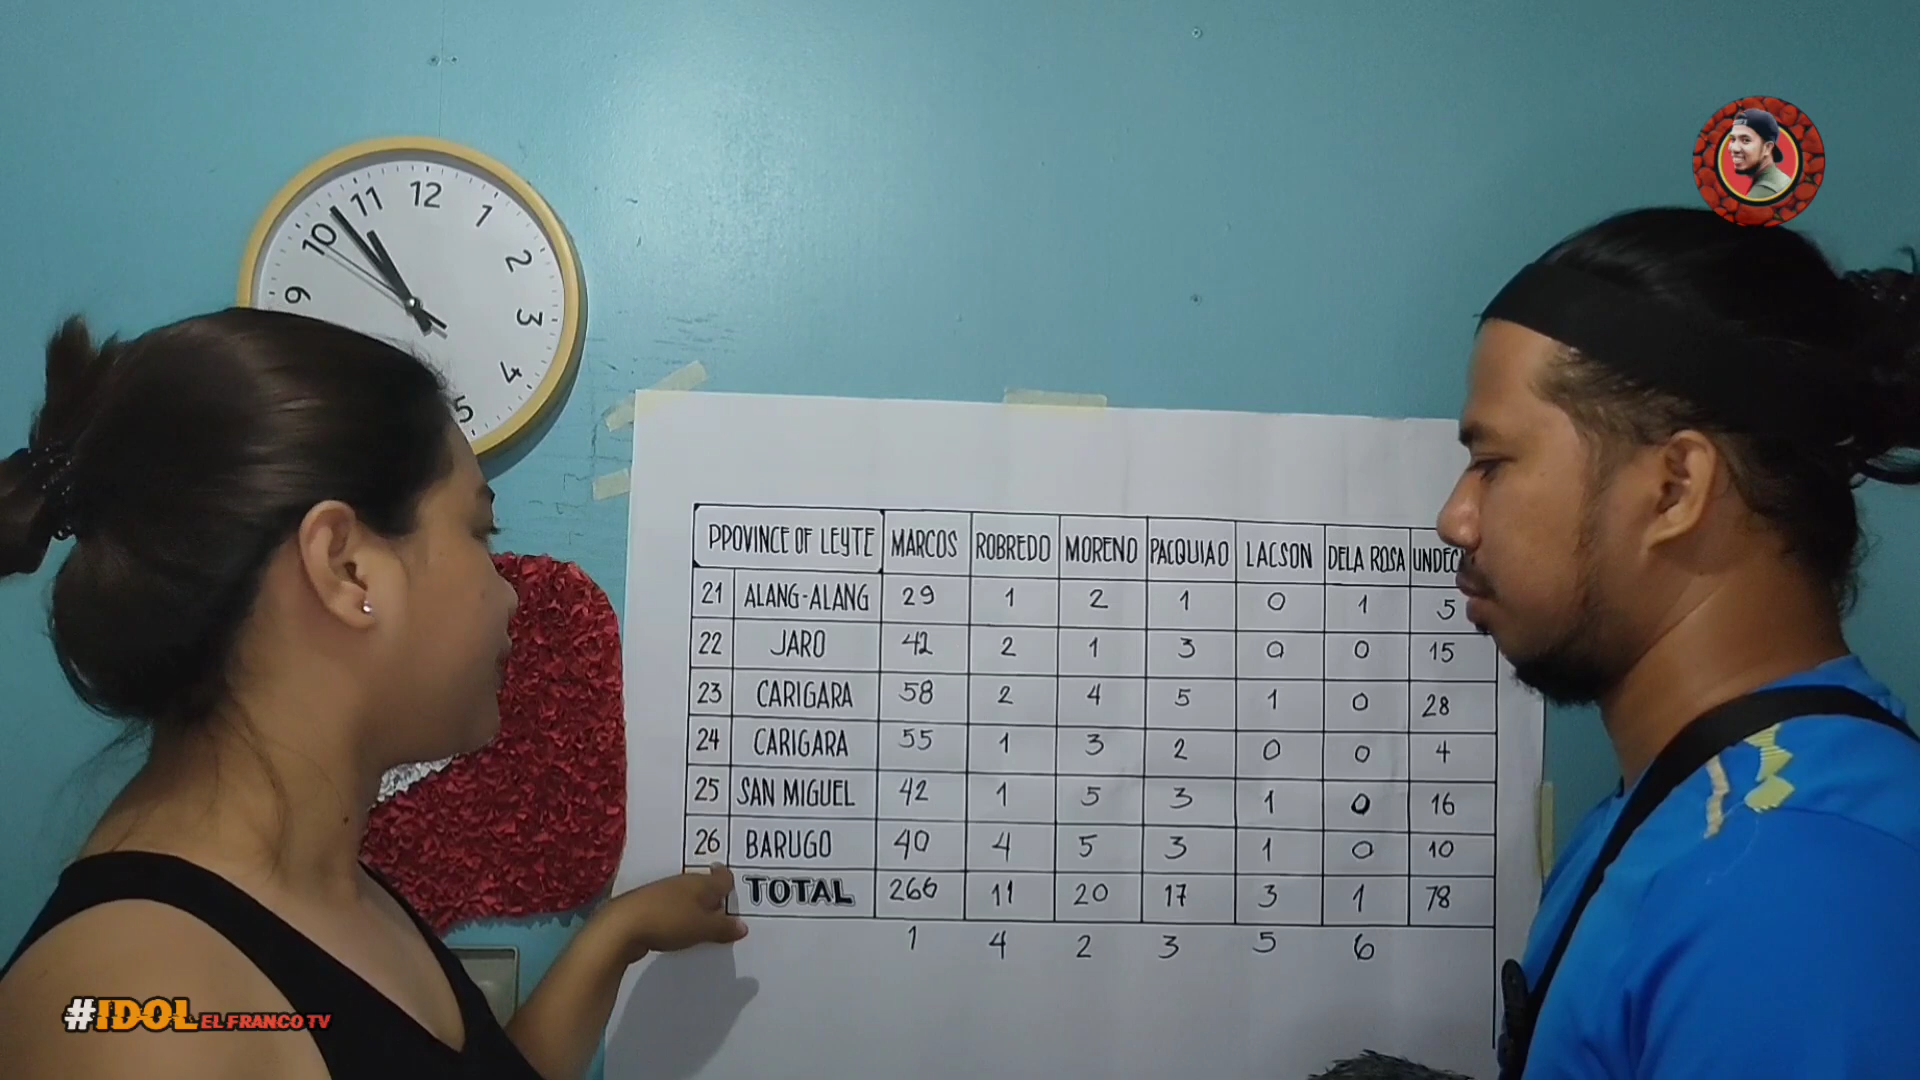 12
11
1
10
2
9
3
4
5
PPOVINCE OF LEYTE MARCOS ROBREDO MORENO PACQUIAO LACSON DELA ROSA UNDEC
21 ALANG-ALANG 29 1 2 1 0 1 5
22 JARO 42 2 1 3 0 0 15
23 CARIGARA 58 2 4 5 1 0 28
24 CARIGARA 55 1 3 2 0 0 4
25 SAN MIGUEL 42 1 5 3 1 0 16
26 BARUGO 40 4 5 3 1 0 10
TOTAL 266 11 20 17 3 1 78
1 4 2 3 5 6
#IDOL EL FRANCO TV